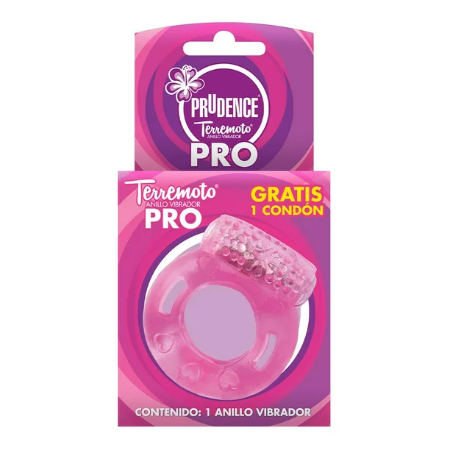 PRUDENCE®
Terremoto®
ANILLO VIBRADOR
PRO
Terremoto®
ANILLO VIBRADOR
PRO
GRATIS
1 CONDÓN
CONTENIDO: 1 ANILLO VIBRADOR